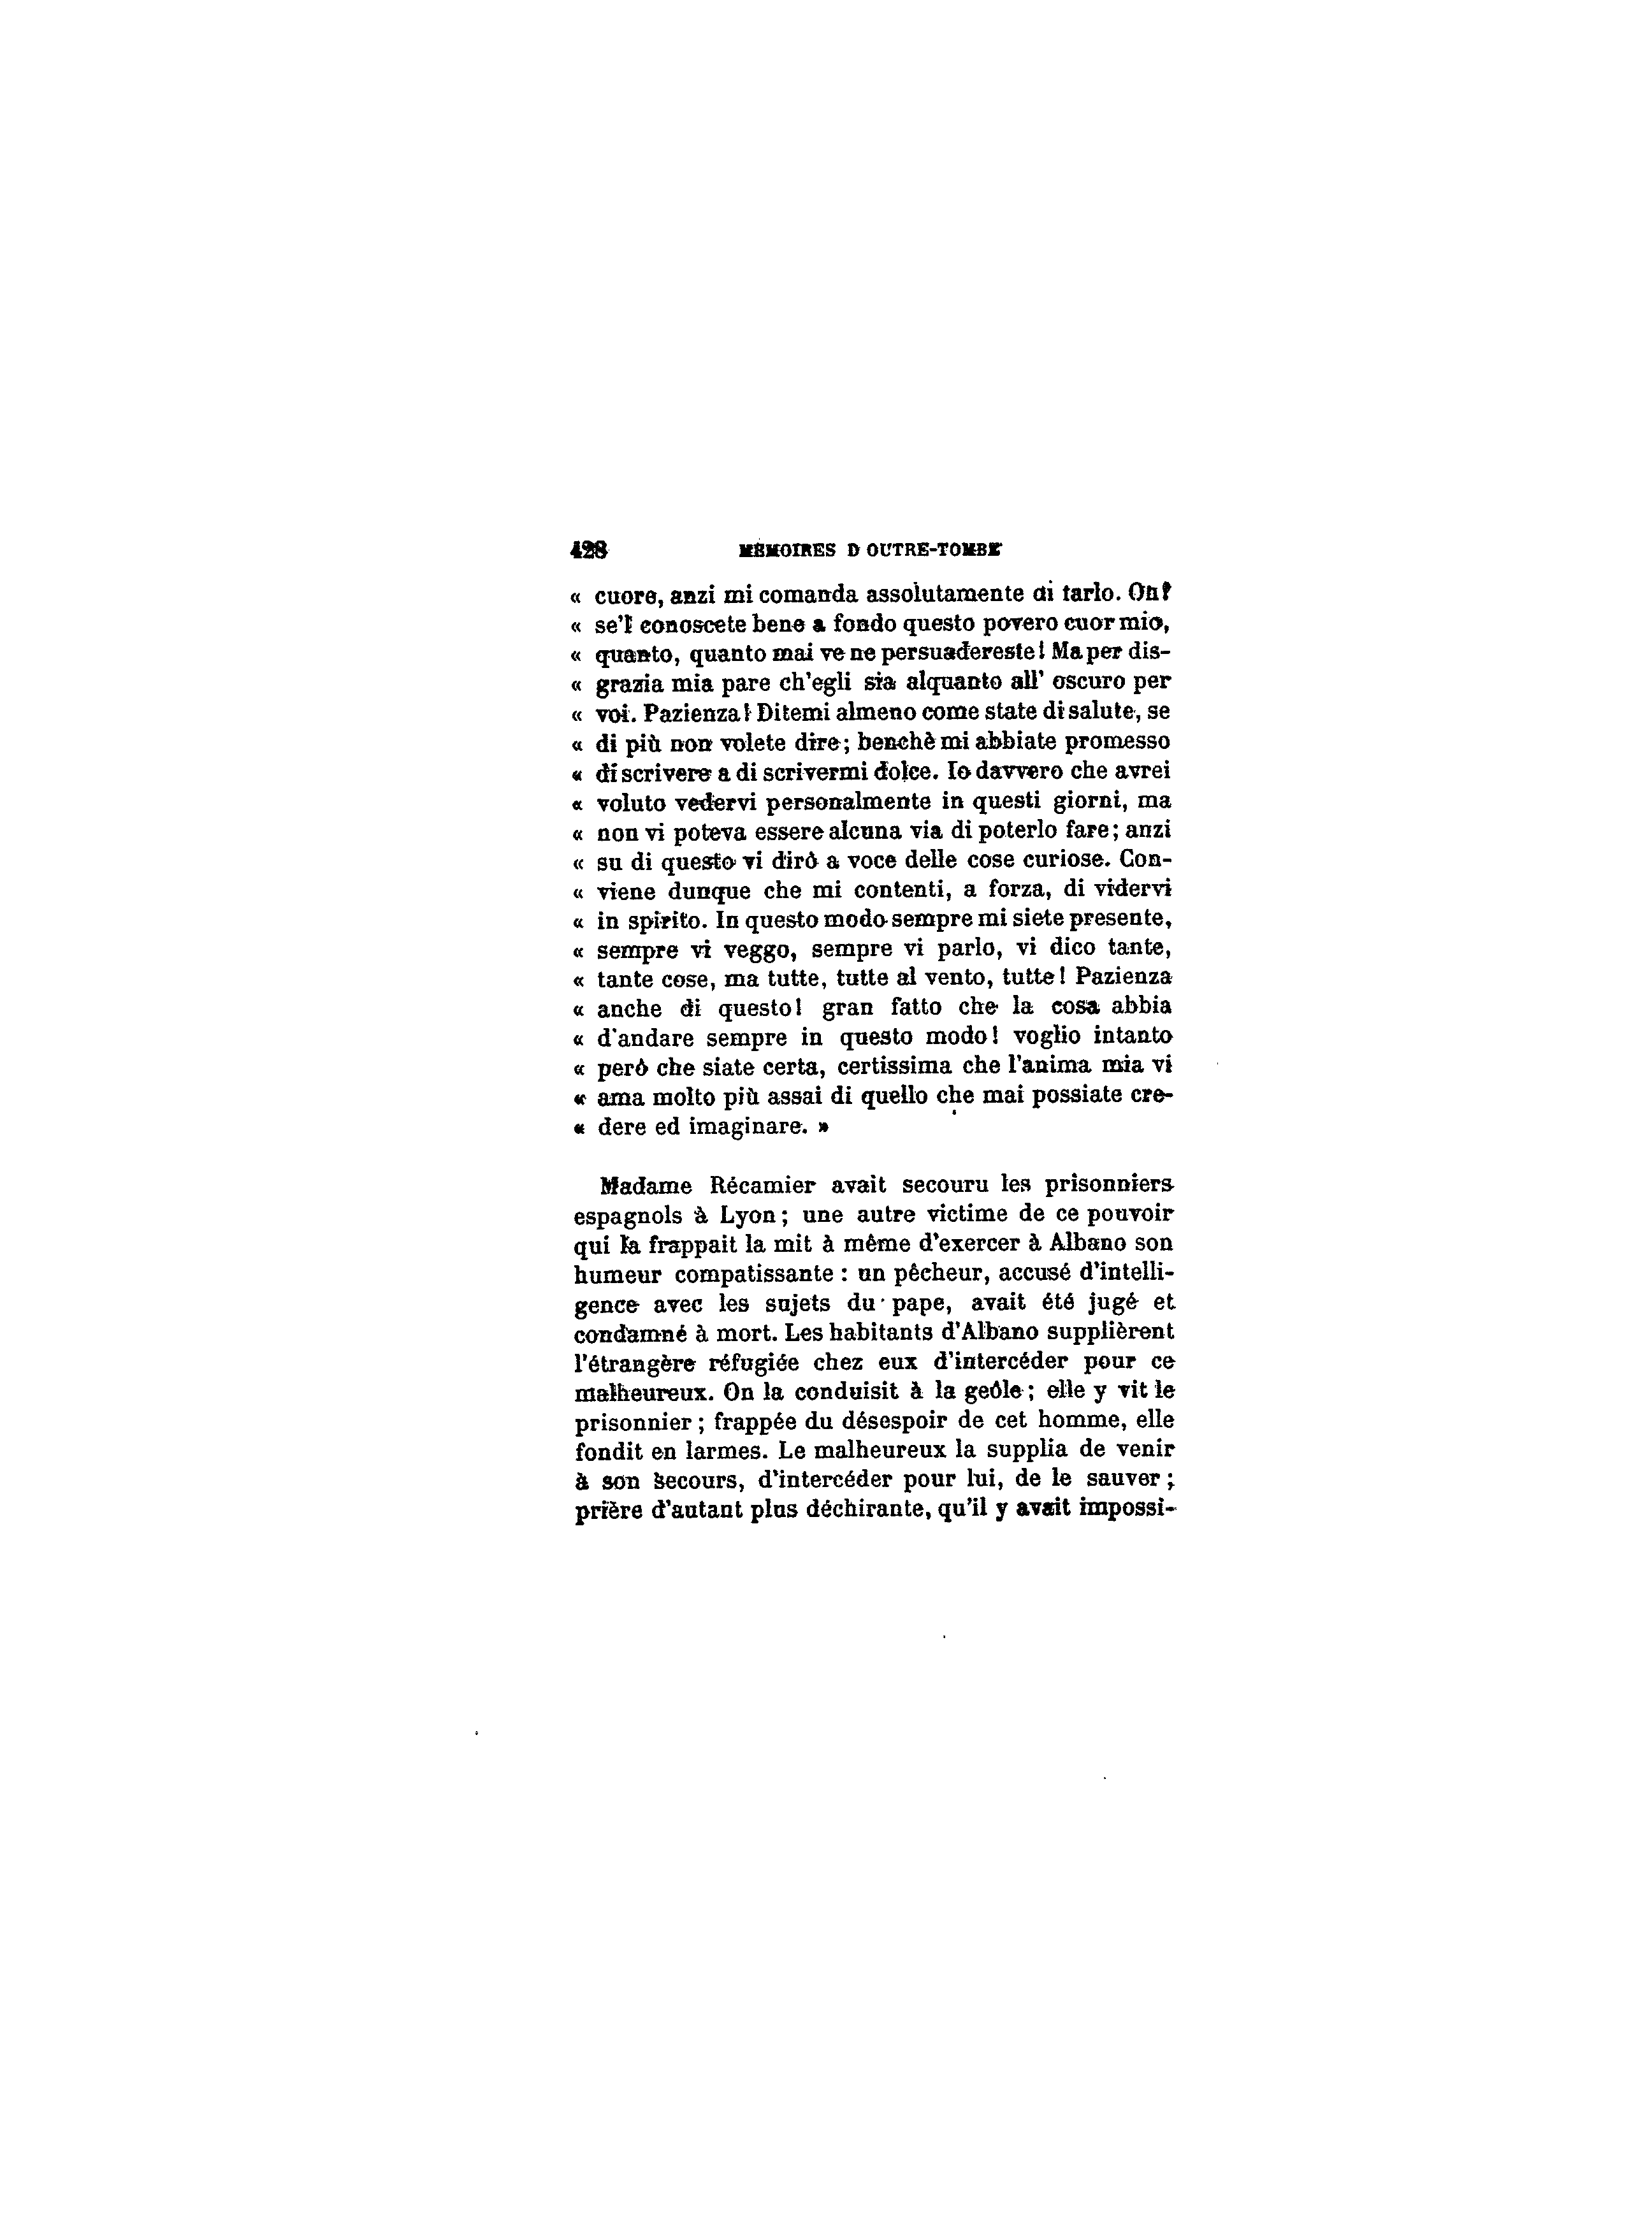 428 MÉMOIRES D OUTRE-TOMBE
« cuore, anzi mi comanda assolutamente di farlo. Oh!
« se'l conoscete bene a fondo questo povero cuor mio,
« quanto, quanto mai ve ne persuadereste! Ma per dis-
« grazia mia pare ch'egli sia alquanto all' oscuro per
« voi. Pazienza! Ditemi almeno come state di salute, se
« di più non volete dire; benchè mi abbiate promesso
« di scrivere a di scrivermi dolce. Io davvero che avrei
« voluto vedervi personalmente in questi giorni, ma
« non vi poteva essere alcuna via di poterlo fare; anzi
« su di questo vi dirò a voce delle cose curiose. Con-
« viene dunque che mi contenti, a forza, di vidervi
« in spirito. In questo modo sempre mi siete presente,
« sempre vi veggo, sempre vi parlo, vi dico tante,
« tante cose, ma tutte, tutte al vento, tutte! Pazienza
« anche di questo! gran fatto che la cosa abbia
« d'andare sempre in questo modo! voglio intanto
« però che siate certa, certissima che l'anima mia vi
« ama molto più assai di quello che mai possiate cre-
« dere ed imaginare. »
Madame Récamier avait secouru les prisonniers
espagnols à Lyon; une autre victime de ce pouvoir
qui la frappait la mit à même d'exercer à Albano son
humeur compatissante : un pêcheur, accusé d'intelli-
gence avec les sujets du pape, avait été jugé et
condamné à mort. Les habitants d'Albano supplièrent
l'étrangère réfugiée chez eux d'intercéder pour ce
malheureux. On la conduisit à la geôle; elle y vit le
prisonnier; frappée du désespoir de cet homme, elle
fondit en larmes. Le malheureux la supplia de venir
à son secours, d'intercéder pour lui, de le sauver;
prière d'autant plus déchirante, qu'il y avait impossi-